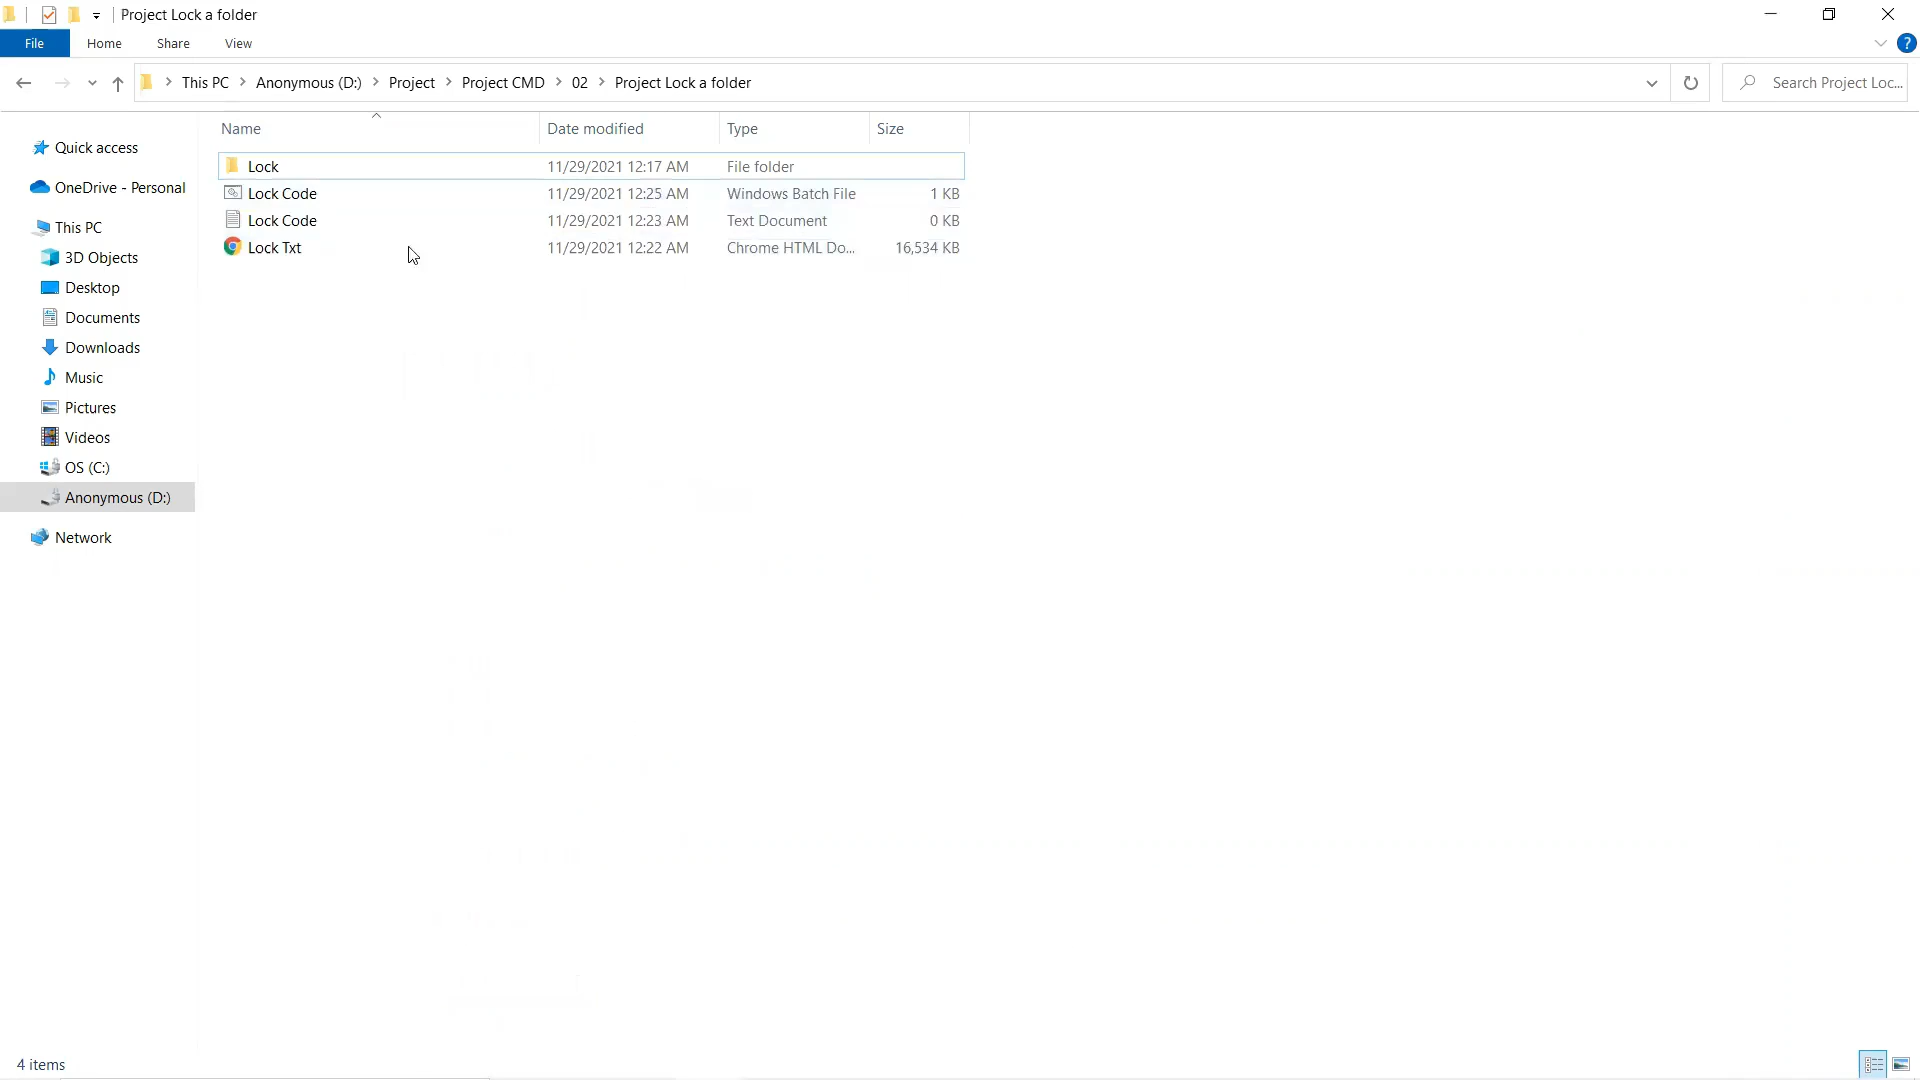 Project Lock a folder
File Home Share View
?
This PC Anonymous (D:) Project Project CMD 02 Project Lock a folder Search Project Loc...
Name Date modified Type Size
Quick access
OneDrive - Personal
This PC
3D Objects
Desktop
Documents
Downloads
Music
Pictures
Videos
OS (C:)
Anonymous (D:)
Network
Lock 11/29/2021 12:17 AM File folder
Lock Code 11/29/2021 12:25 AM Windows Batch File 1 KB
Lock Code 11/29/2021 12:23 AM Text Document 0 KB
Lock Txt 11/29/2021 12:22 AM Chrome HTML Do... 16,534 KB
4 items